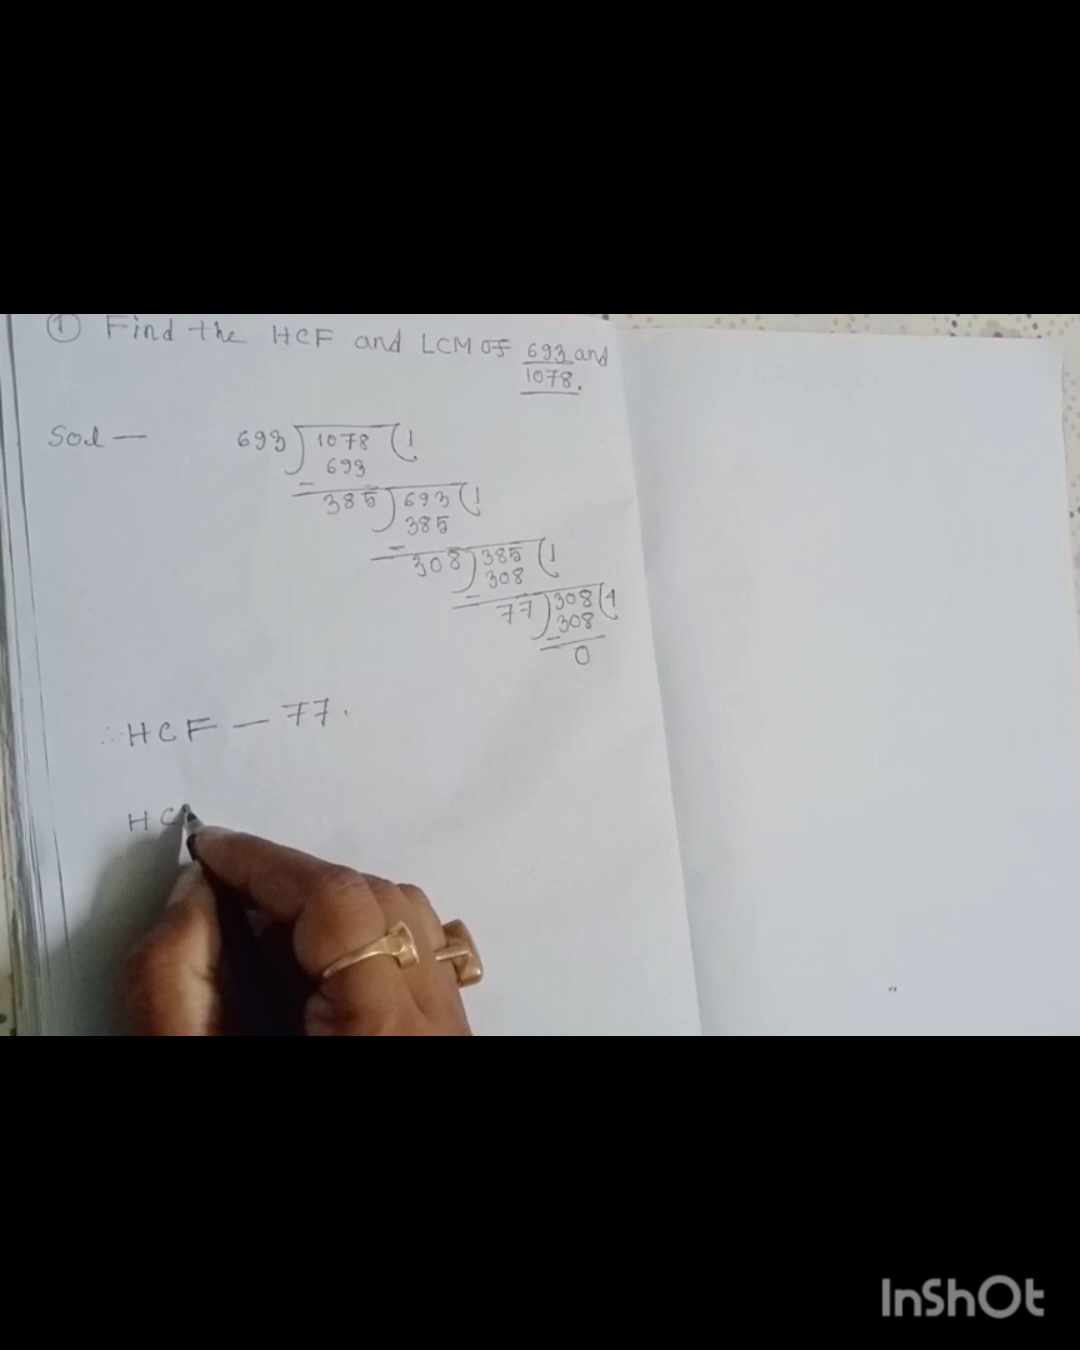 ① Find the HCF and LCM of 693 and
1078.
Sol — 693 ) 1078 ( 1
- 693
385 ) 693 ( 1
- 385
308 ) 385 ( 1
- 308
77 ) 308 ( 4
- 308
0
∴ HCF — 77.
HC
InShOt